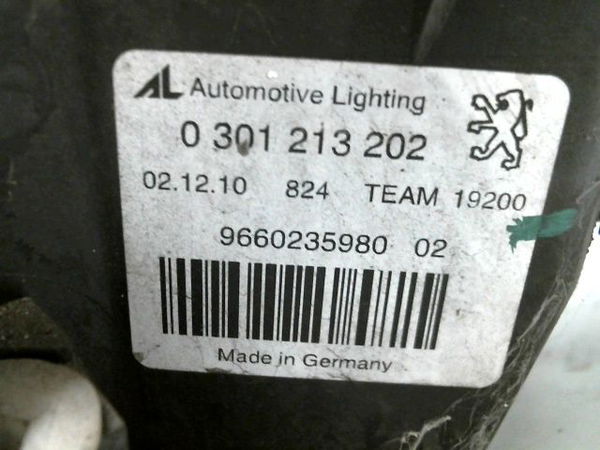 AL Automotive Lighting
0 301 213 202
02.12.10 824 TEAM 19200
9660235980 02
Made in Germany